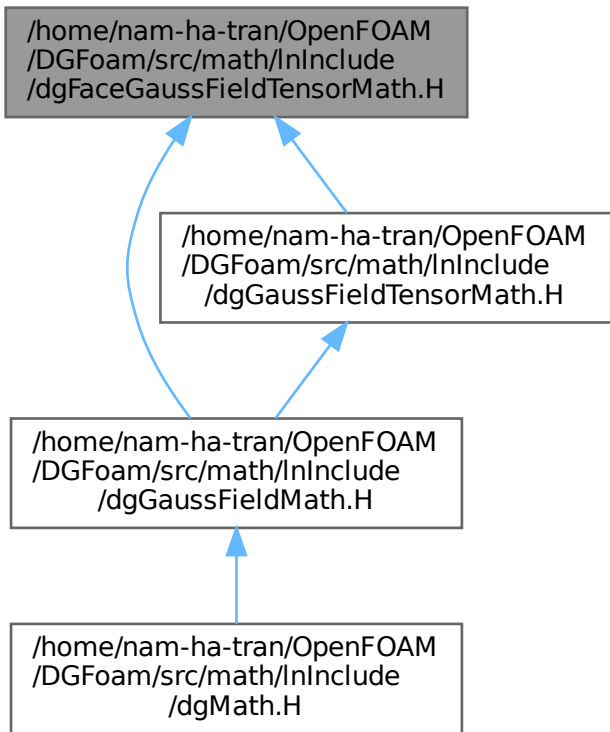 /home/nam-ha-tran/OpenFOAM
/DGFoam/src/math/lnInclude
/dgFaceGaussFieldTensorMath.H
/home/nam-ha-tran/OpenFOAM
/DGFoam/src/math/lnInclude
/dgGaussFieldTensorMath.H
/home/nam-ha-tran/OpenFOAM
/DGFoam/src/math/lnInclude
/dgGaussFieldMath.H
/home/nam-ha-tran/OpenFOAM
/DGFoam/src/math/lnInclude
/dgMath.H